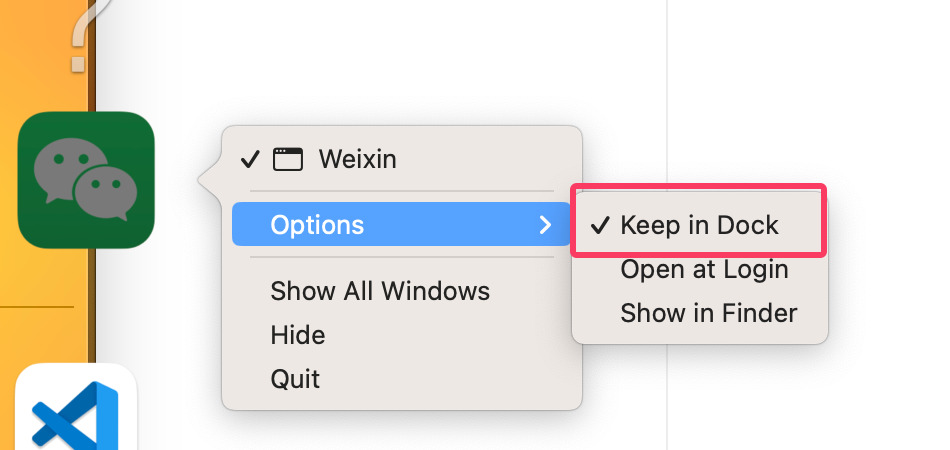 ?
Weixin
Options
Keep in Dock
Open at Login
Show All Windows
Show in Finder
Hide
Quit